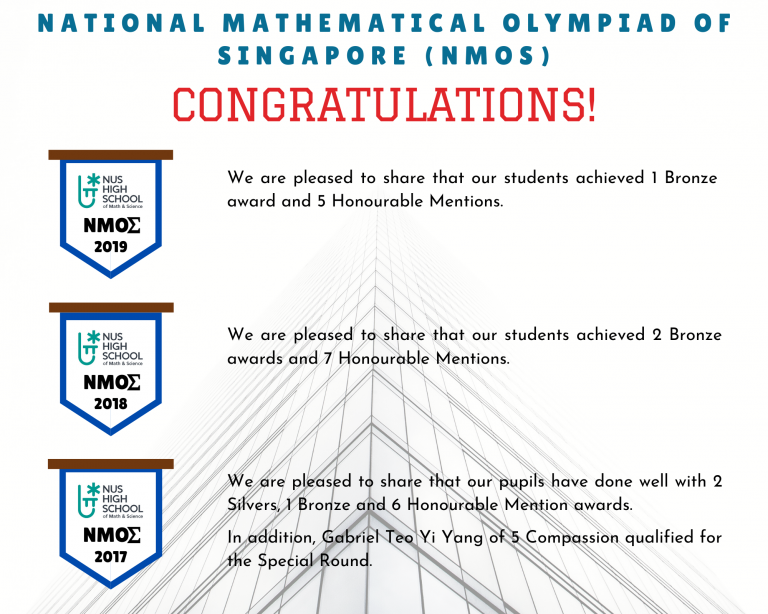 NATIONAL MATHEMATICAL OLYMPIAD OF
SINGAPORE (NMOS)
CONGRATULATIONS!
NUS
HIGH
SCHOOL
of Math & Science
NMOΣ
2019
We are pleased to share that our students achieved 1 Bronze
award and 5 Honourable Mentions.
NUS
HIGH
SCHOOL
of Math & Science
NMOΣ
2018
We are pleased to share that our students achieved 2 Bronze
awards and 7 Honourable Mentions.
NUS
HIGH
SCHOOL
of Math & Science
NMOΣ
2017
We are pleased to share that our pupils have done well with 2
Silvers, 1 Bronze and 6 Honourable Mention awards.
In addition, Gabriel Teo Yi Yang of 5 Compassion qualified for
the Special Round.